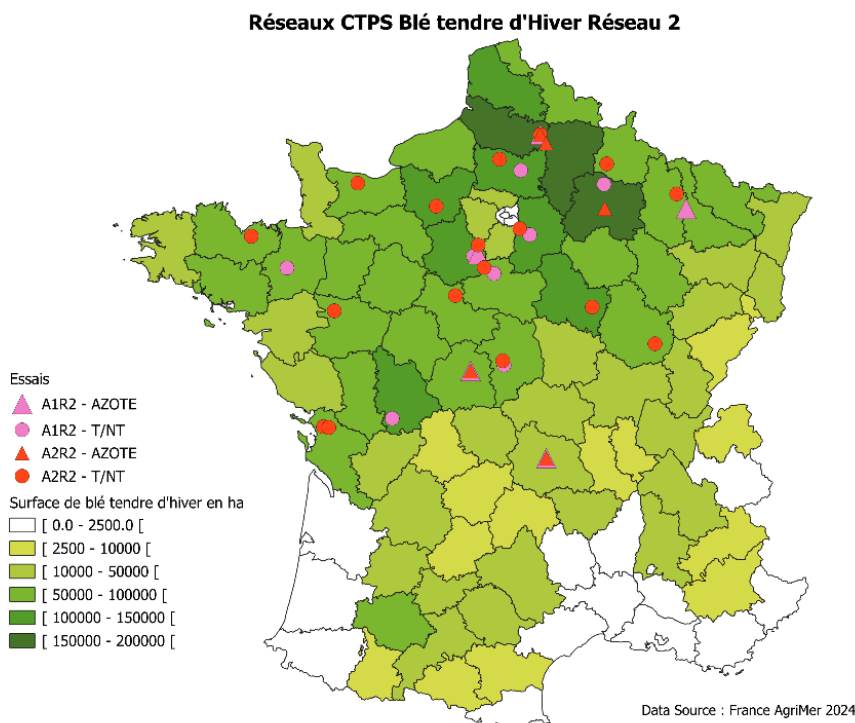 Réseaux CTPS Blé tendre d'Hiver Réseau 2
Essais
A1R2 - AZOTE
A1R2 - T/NT
A2R2 - AZOTE
A2R2 - T/NT
Surface de blé tendre d'hiver en ha
[ 0.0 - 2500.0 [
[ 2500 - 10000 [
[ 10000 - 50000 [
[ 50000 - 100000 [
[ 100000 - 150000 [
[ 150000 - 200000 [
Data Source : France AgriMer 2024